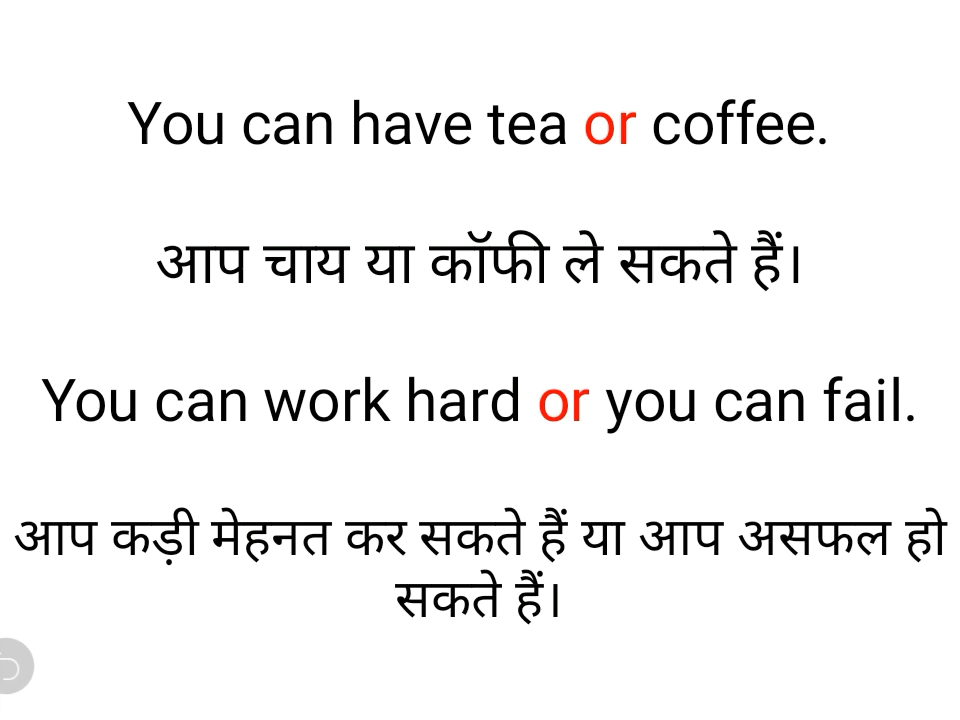 You can have tea or coffee.
आप चाय या कॉफी ले सकते हैं।
You can work hard or you can fail.
आप कड़ी मेहनत कर सकते हैं या आप असफल हो
सकते हैं।